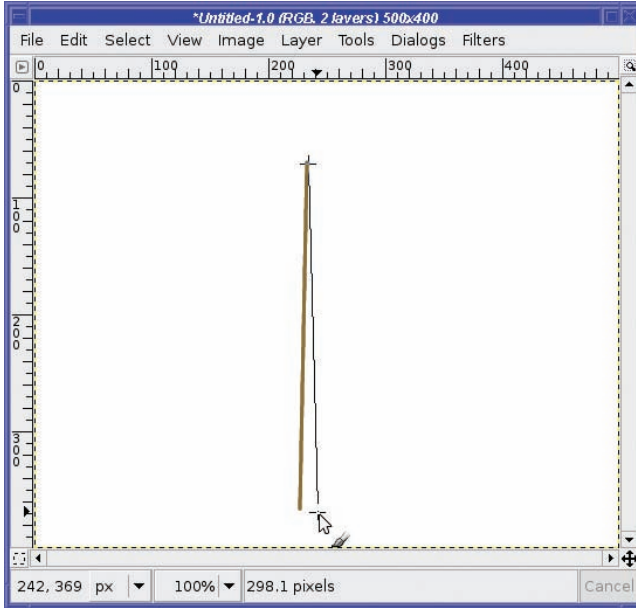 *Untitled-1.0 (RGB, 2 layers) 500x400
File Edit Select View Image Layer Tools Dialogs Filters
0 100 200 300 400
0
100
200
300
242, 369 px 100% 298.1 pixels Cancel